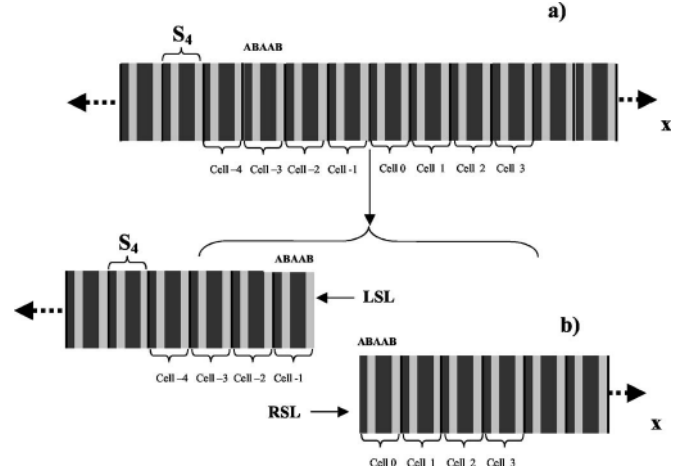 a)
S4
ABAAB
x
Cell –4 Cell –3 Cell –2 Cell -1 Cell 0 Cell 1 Cell 2 Cell 3
S4
ABAAB
LSL
b)
ABAAB
Cell –4 Cell –3 Cell –2 Cell -1
RSL
x
Cell 0 Cell 1 Cell 2 Cell 3